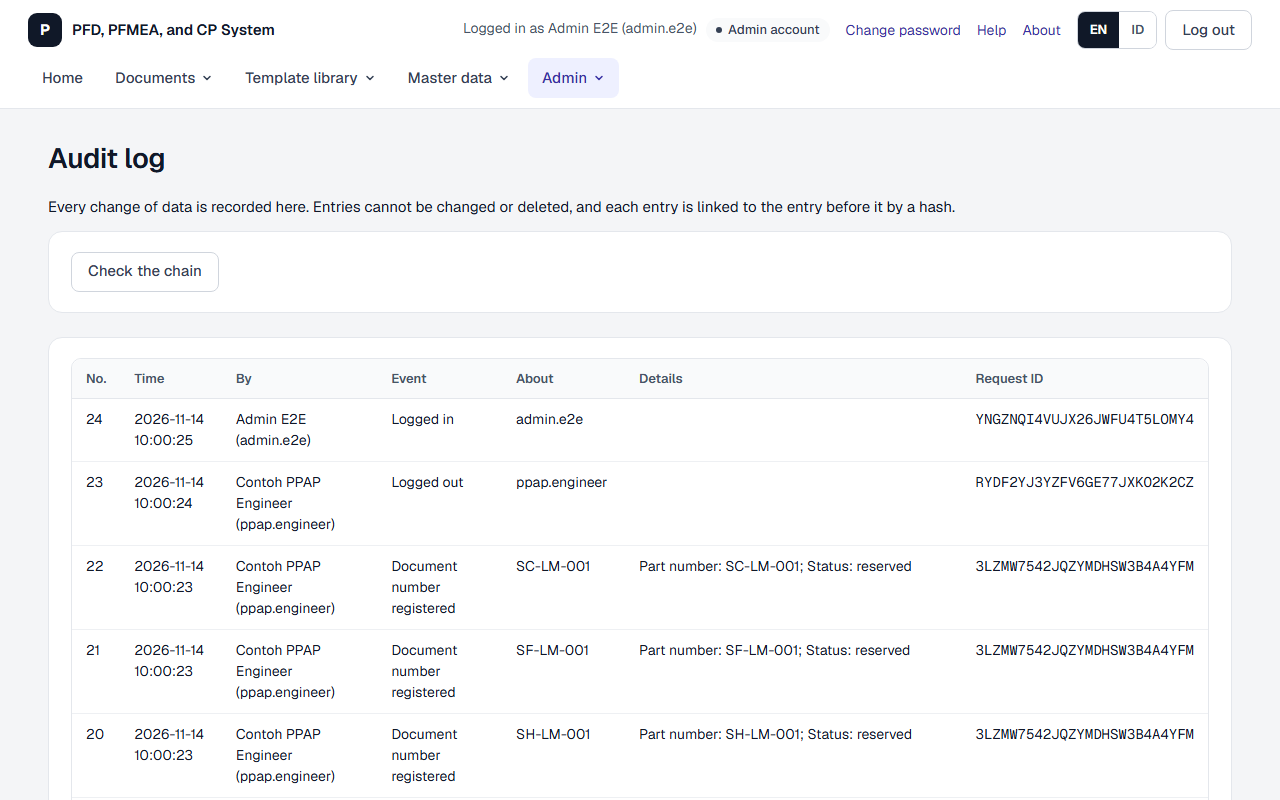 P PFD, PFMEA, and CP System Logged in as Admin E2E (admin.e2e) Admin account Change password Help About EN ID Log out
Home Documents Template library Master data Admin
Audit log
Every change of data is recorded here. Entries cannot be changed or deleted, and each entry is linked to the entry before it by a hash.
Check the chain
No. Time By Event About Details Request ID
24 2026-11-14 Admin E2E Logged in admin.e2e YNGZNQI4VUJX26JWFU4T5LOMY4
10:00:25 (admin.e2e)
23 2026-11-14 Contoh PPAP Logged out ppap.engineer RYDF2YJ3YZFV6GE77JXKO2K2CZ
10:00:24 Engineer
(ppap.engineer)
22 2026-11-14 Contoh PPAP Document SC-LM-001 Part number: SC-LM-001; Status: reserved 3LZMW7542JQZYMDHSW3B4A4YFM
10:00:23 Engineer number
(ppap.engineer) registered
21 2026-11-14 Contoh PPAP Document SF-LM-001 Part number: SF-LM-001; Status: reserved 3LZMW7542JQZYMDHSW3B4A4YFM
10:00:23 Engineer number
(ppap.engineer) registered
20 2026-11-14 Contoh PPAP Document SH-LM-001 Part number: SH-LM-001; Status: reserved 3LZMW7542JQZYMDHSW3B4A4YFM
10:00:23 Engineer number
(ppap.engineer) registered